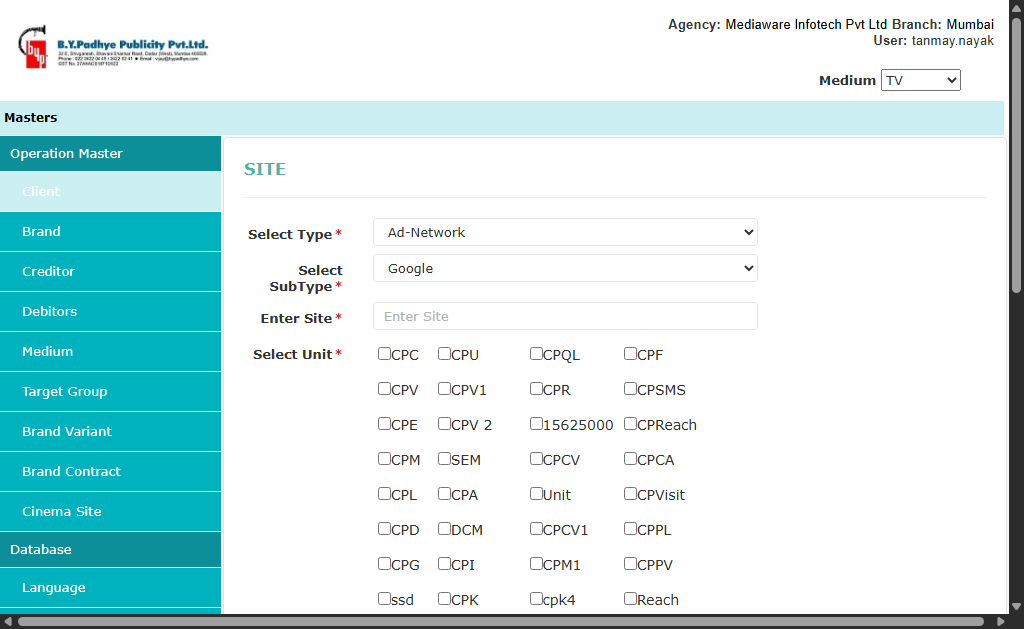 Agency: Mediaware Infotech Pvt Ltd Branch: Mumbai
User: tanmay.nayak
byp
B.Y.Padhye Publicity Pvt.Ltd.
Medium TV
Masters
Operation Master
Client
Brand
Creditor
Debitors
Medium
Target Group
Brand Variant
Brand Contract
Cinema Site
Database
Language
SITE
Select Type * Ad-Network
Select SubType * Google
Enter Site * Enter Site
Select Unit *
CPC CPU CPQL CPF
CPV CPV1 CPR CPSMS
CPE CPV 2 15625000 CPReach
CPM SEM CPCV CPCA
CPL CPA Unit CPVisit
CPD DCM CPCV1 CPPL
CPG CPI CPM1 CPPV
ssd CPK cpk4 Reach